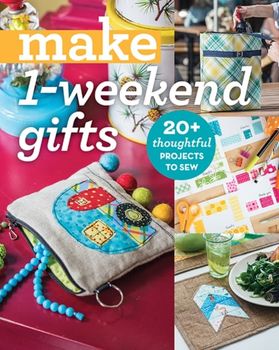 make
1-weekend
gifts
20+
thoughtful
PROJECTS
TO SEW